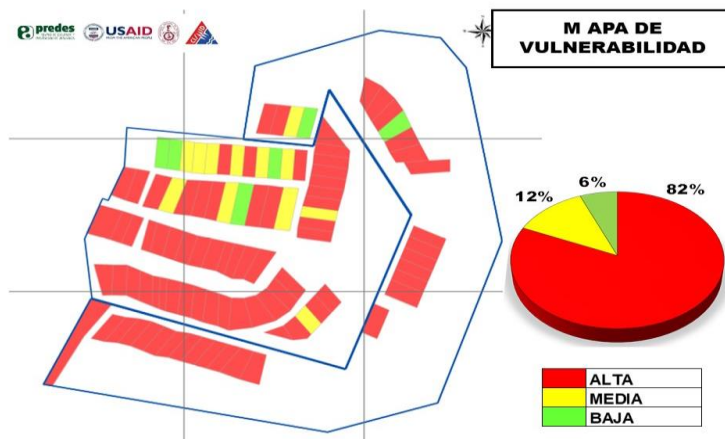 predes
USAID
M APA DE
VULNERABILIDAD
6%
12%
82%
ALTA
MEDIA
BAJA